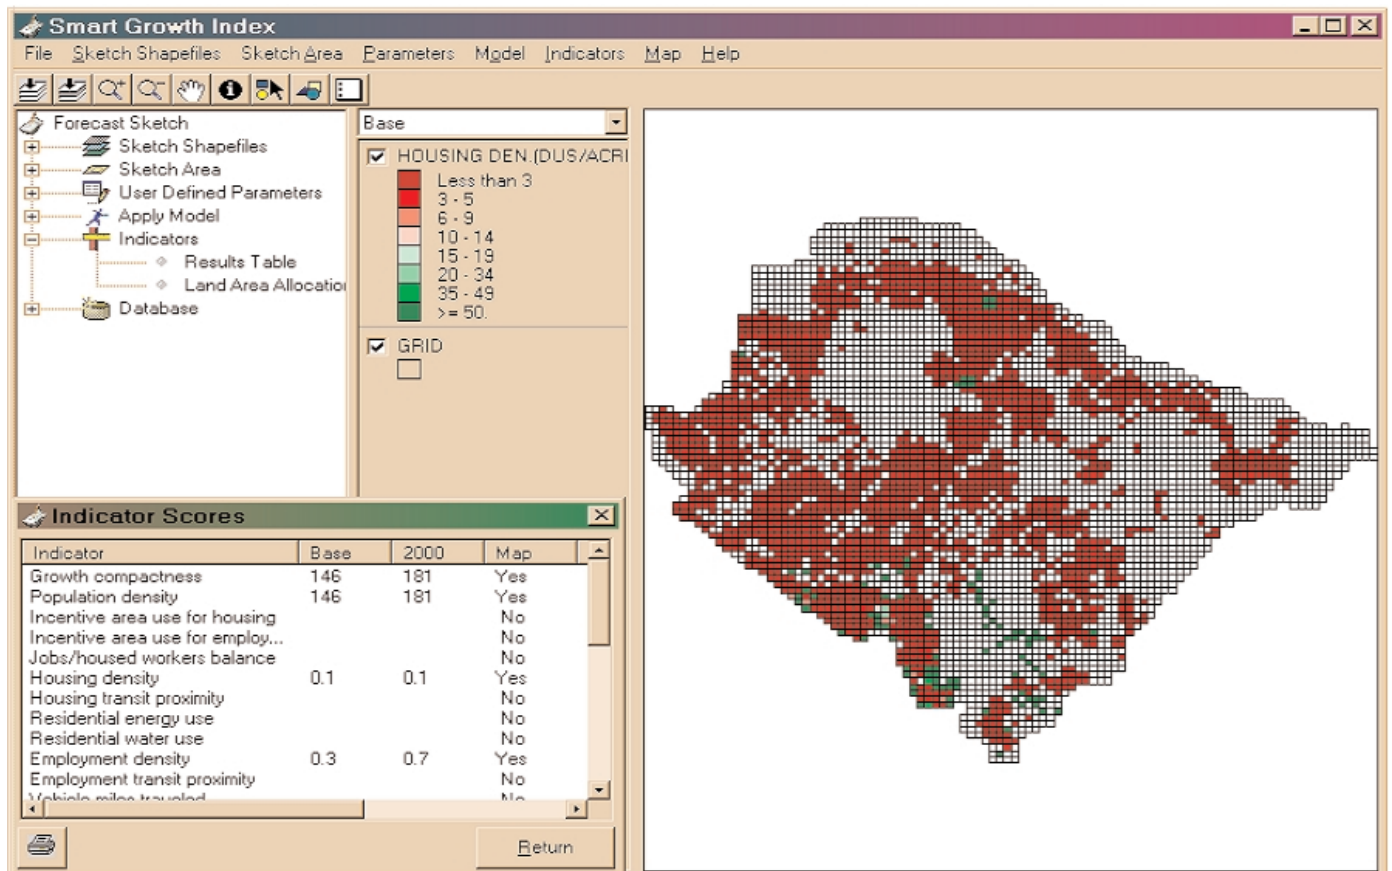 Smart Growth Index
File Sketch Shapefiles Sketch Area Parameters Model Indicators Map Help
Forecast Sketch
Sketch Shapefiles
Sketch Area
User Defined Parameters
Apply Model
Indicators
Results Table
Land Area Allocation
Database
Base
HOUSING DEN.(DUS/ACRE
Less than 3
3 - 5
6 - 9
10 - 14
15 - 19
20 - 34
35 - 49
>= 50.
GRID
Indicator Scores
Indicator Base 2000 Map
Growth compactness 146 181 Yes
Population density 146 181 Yes
Incentive area use for housing No
Incentive area use for employ... No
Jobs/housed workers balance No
Housing density 0.1 0.1 Yes
Housing transit proximity No
Residential energy use No
Residential water use No
Employment density 0.3 0.7 Yes
Employment transit proximity No
Vehicle miles traveled No
Return